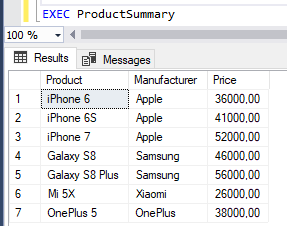 EXEC ProductSummary
100 %
Results Messages
Product Manufacturer Price
1 iPhone 6 Apple 36000,00
2 iPhone 6S Apple 41000,00
3 iPhone 7 Apple 52000,00
4 Galaxy S8 Samsung 46000,00
5 Galaxy S8 Plus Samsung 56000,00
6 Mi 5X Xiaomi 26000,00
7 OnePlus 5 OnePlus 38000,00